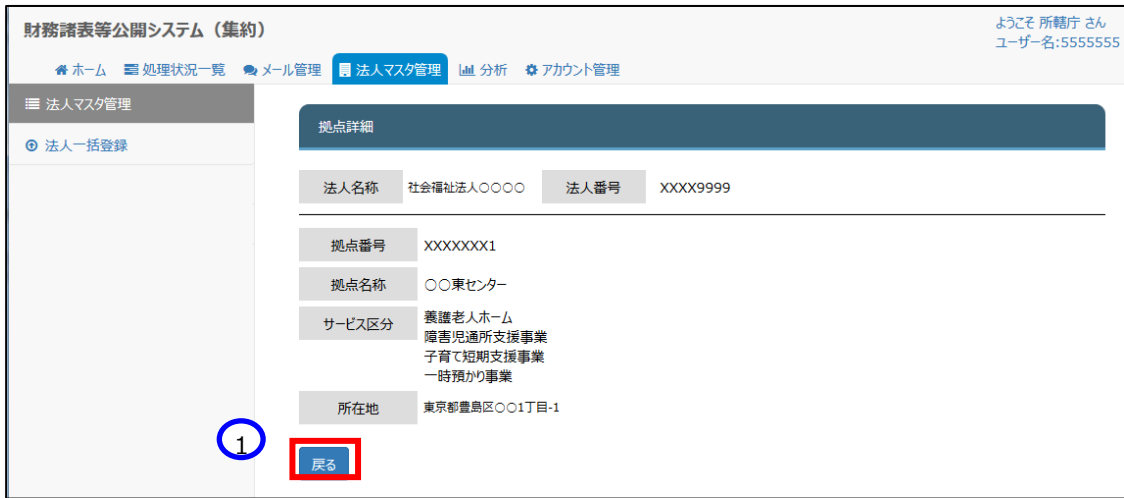 財務諸表等公開システム（集約）
ようこそ 所轄庁 さん
ユーザー名:5555555
ホーム 処理状況一覧 メール管理 法人マスタ管理 分析 アカウント管理
法人マスタ管理
法人一括登録
拠点詳細
法人名称 社会福祉法人○○○○ 法人番号 XXXX9999
拠点番号 XXXXXXX1
拠点名称 ○○東センター
サービス区分 養護老人ホーム
障害児通所支援事業
子育て短期支援事業
一時預かり事業
所在地 東京都豊島区○○1丁目-1
1
戻る